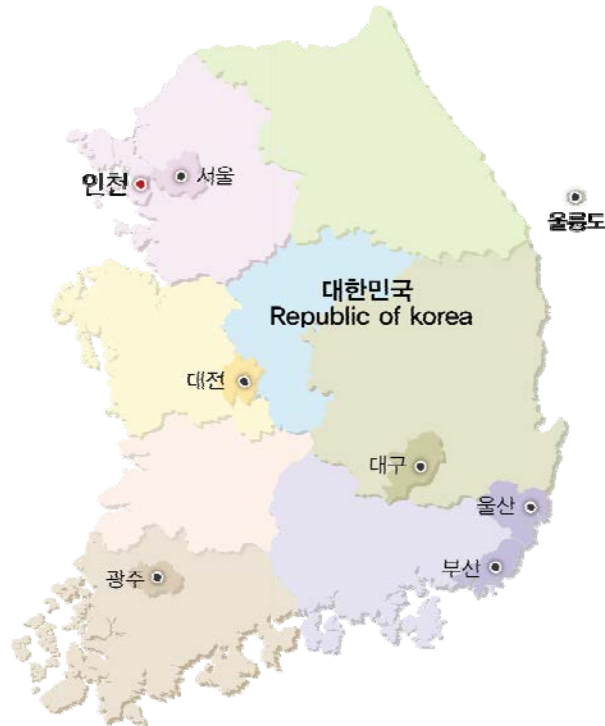 인천
서울
울릉도
대한민국
Republic of korea
대전
대구
울산
부산
광주